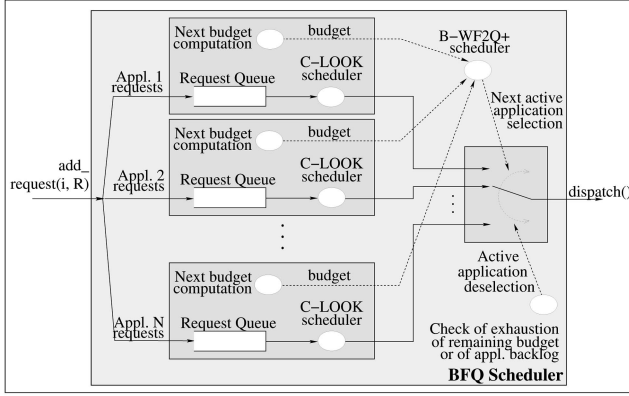 Next budget
computation
budget
C-LOOK
scheduler
Appl. 1
requests
Request Queue
B-WF2Q+
scheduler
Next active
application
selection
Next budget
computation
budget
C-LOOK
scheduler
Appl. 2
requests
Request Queue
add_
request(i, R)
dispatch()
Active
application
deselection
Next budget
computation
budget
C-LOOK
scheduler
Appl. N
requests
Request Queue
Check of exhaustion
of remaining budget
or of appl. backlog
BFQ Scheduler